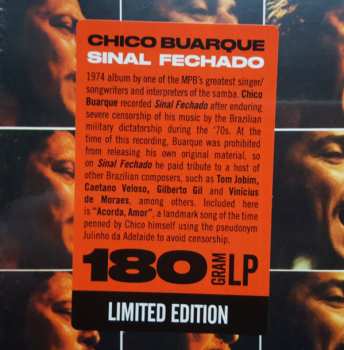 CHICO BUARQUE
SINAL FECHADO
1974 album by one of the MPB's greatest singer/
songwriters and interpreters of the samba. Chico
Buarque recorded Sinal Fechado after enduring
severe censorship of his music by the Brazilian
military dictatorship during the '70s. At the
time of this recording, Buarque was prohibited
from releasing his own original material, so
on Sinal Fechado he paid tribute to a host of
other Brazilian composers, such as Tom Jobim,
Caetano Veloso, Gilberto Gil and Vinicius
de Moraes, among others. Included here
is "Acorda, Amor", a landmark song of the time
penned by Chico himself using the pseudonym
Julinho da Adelaide to avoid censorship.
180 GRAM LP
LIMITED EDITION